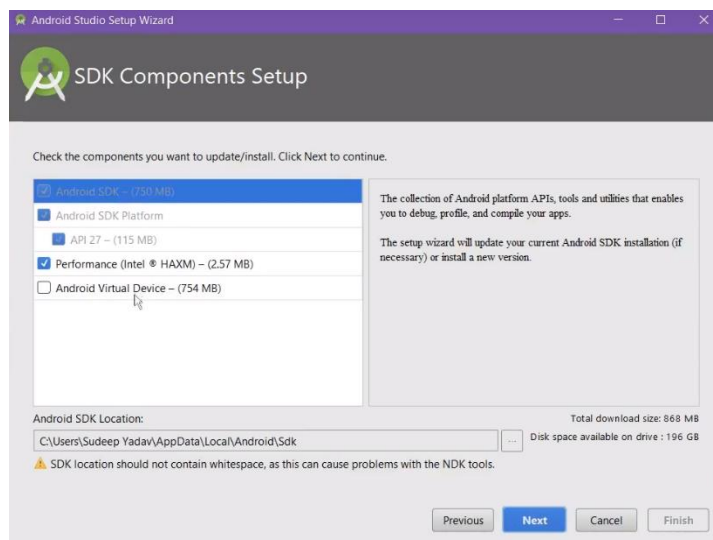 Android Studio Setup Wizard
SDK Components Setup
Check the components you want to update/install. Click Next to continue.
Android SDK – (750 MB)
Android SDK Platform
API 27 – (115 MB)
Performance (Intel ® HAXM) – (2.57 MB)
Android Virtual Device – (754 MB)
The collection of Android platform APIs, tools and utilities that enables
you to debug, profile, and compile your apps.
The setup wizard will update your current Android SDK installation (if
necessary) or install a new version.
Android SDK Location:
Total download size: 868 MB
C:\Users\Sudeep Yadav\AppData\Local\Android\Sdk
...
Disk space available on drive : 196 GB
SDK location should not contain whitespace, as this can cause problems with the NDK tools.
Previous
Next
Cancel
Finish